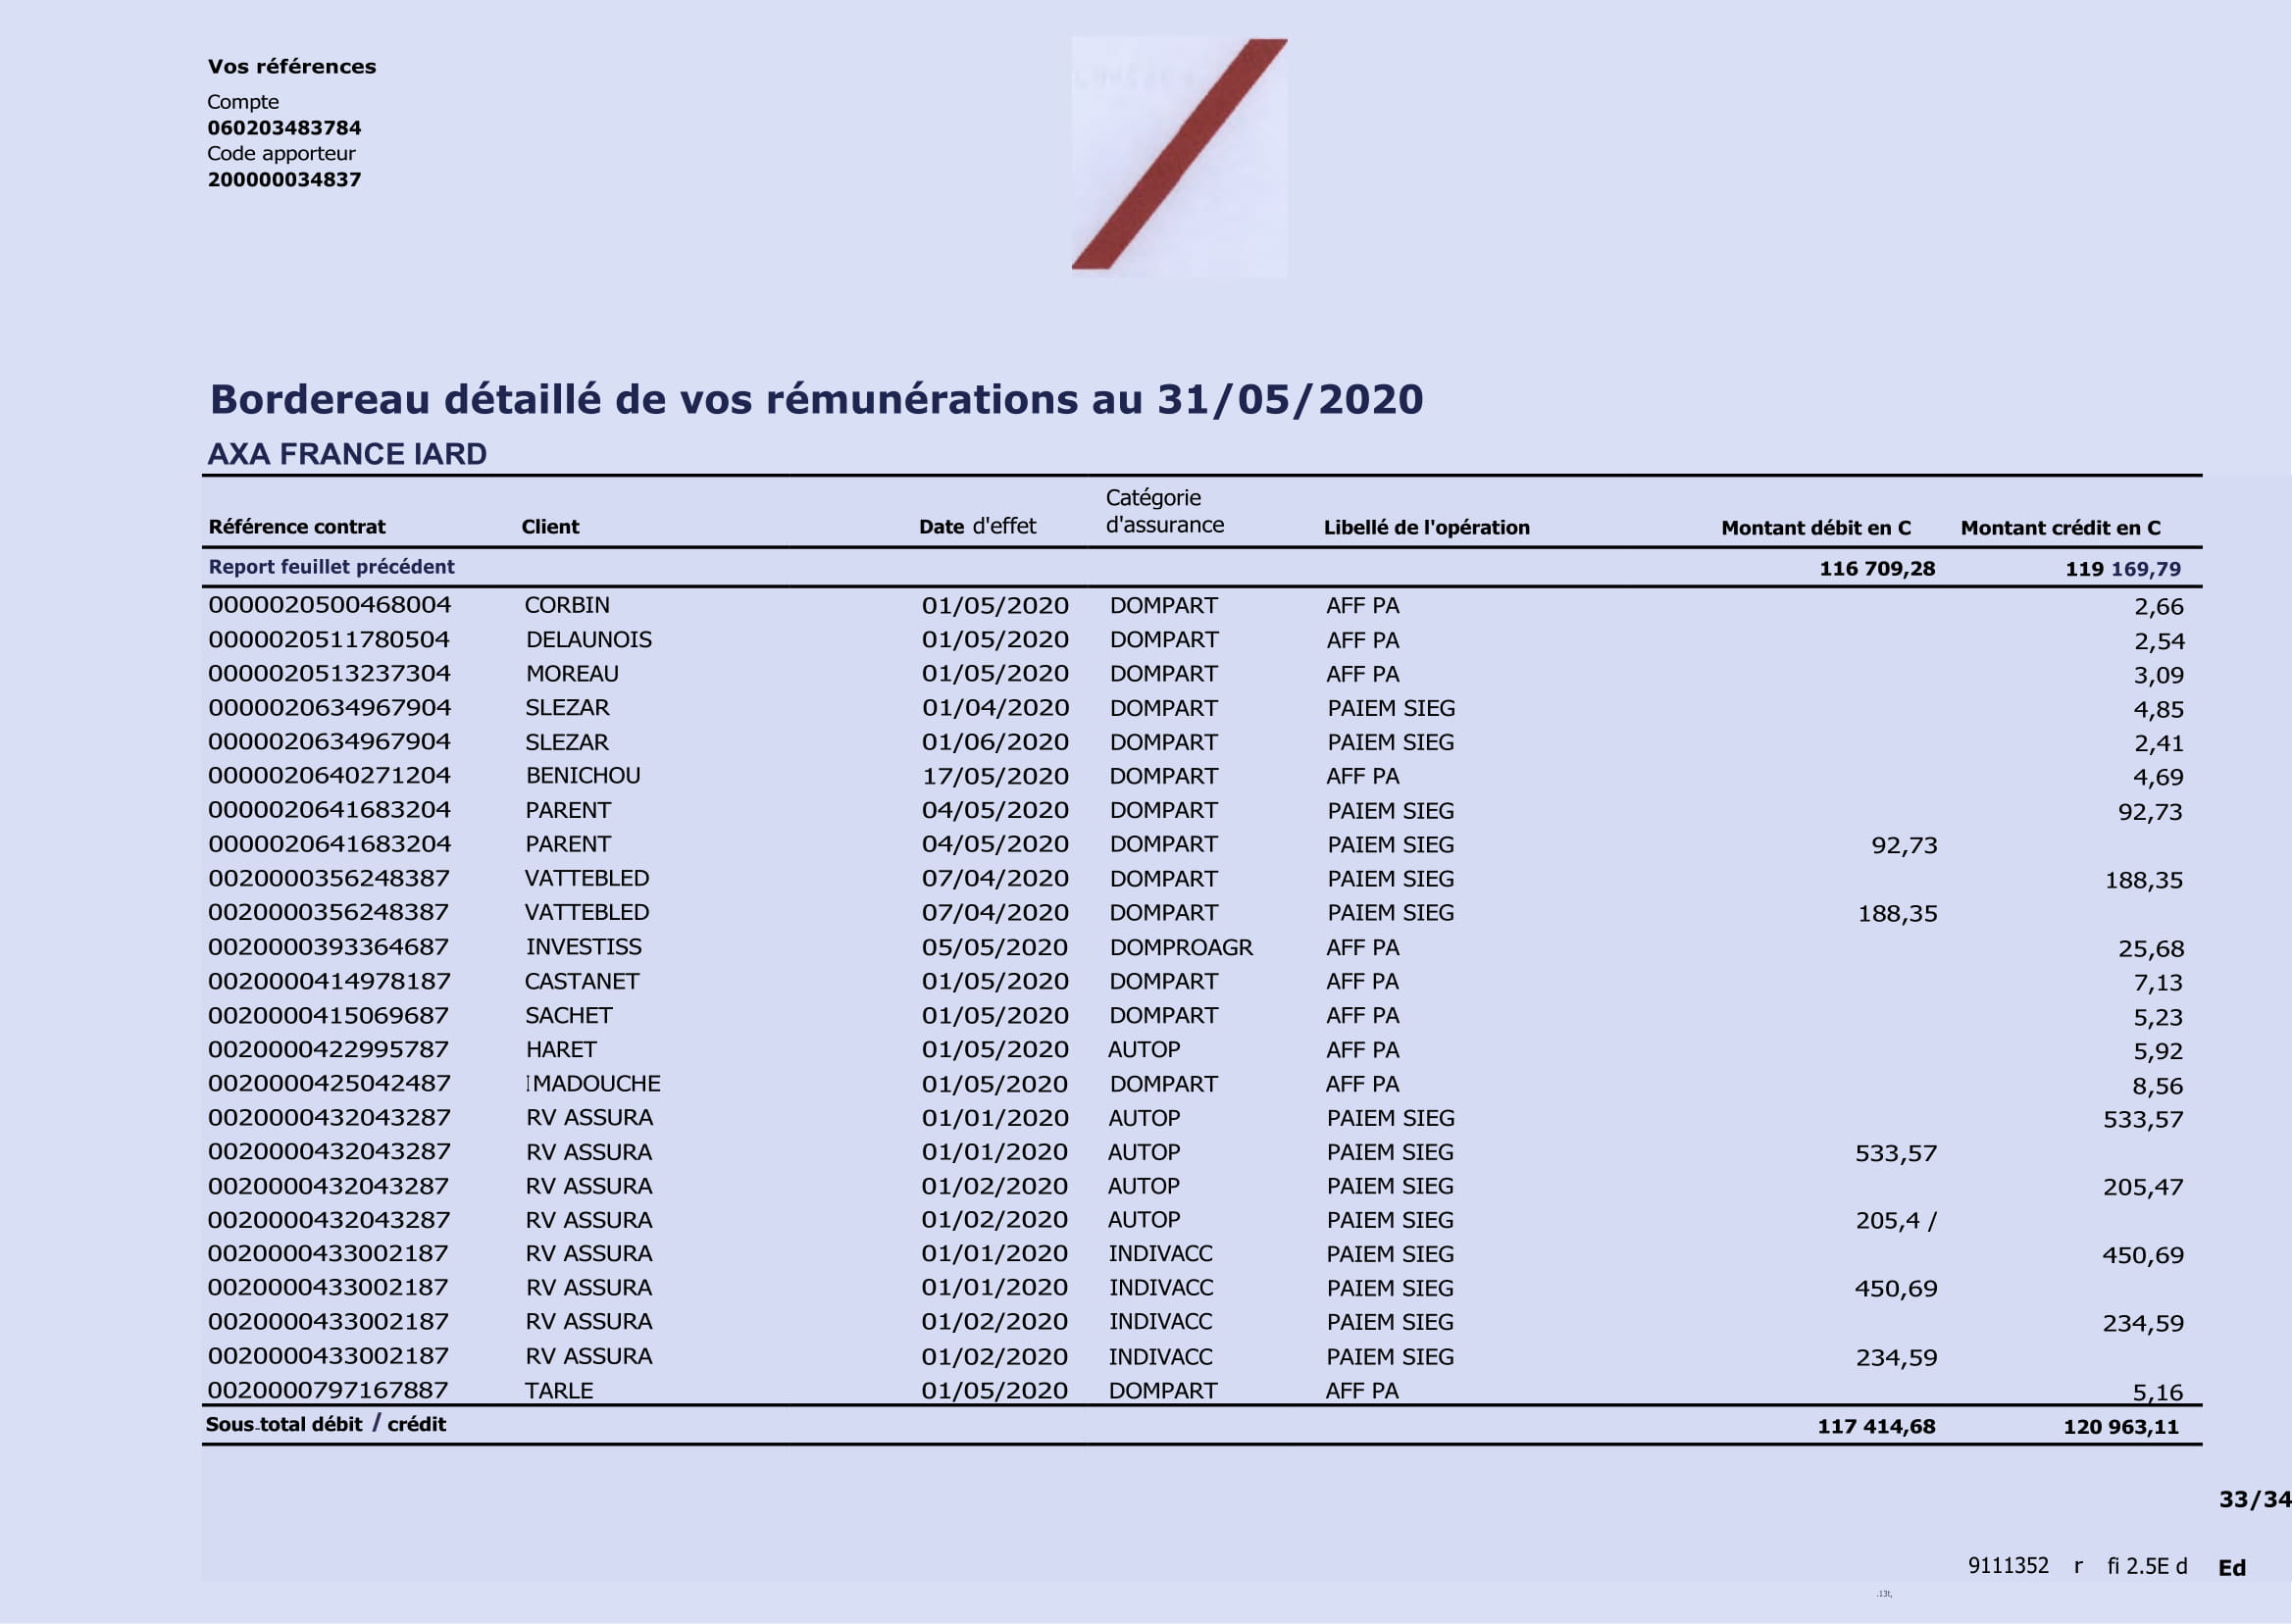 Vos références
Compte
060203483784
Code apporteur
200000034837
Bordereau détaillé de vos rémunérations au 31/05/2020
AXA FRANCE IARD
Référence contrat Client Date d'effet Catégorie d'assurance Libellé de l'opération Montant débit en C Montant crédit en C
Report feuillet précédent 116 709,28 119 169,79
0000020500468004 CORBIN 01/05/2020 DOMPART AFF PA 2,66
0000020511780504 DELAUNOIS 01/05/2020 DOMPART AFF PA 2,54
0000020513237304 MOREAU 01/05/2020 DOMPART AFF PA 3,09
0000020634967904 SLEZAR 01/04/2020 DOMPART PAIEM SIEG 4,85
0000020634967904 SLEZAR 01/06/2020 DOMPART PAIEM SIEG 2,41
0000020640271204 BENICHOU 17/05/2020 DOMPART AFF PA 4,69
0000020641683204 PARENT 04/05/2020 DOMPART PAIEM SIEG 92,73
0000020641683204 PARENT 04/05/2020 DOMPART PAIEM SIEG 92,73
0020000356248387 VATTEBLED 07/04/2020 DOMPART PAIEM SIEG 188,35
0020000356248387 VATTEBLED 07/04/2020 DOMPART PAIEM SIEG 188,35
0020000393364687 INVESTISS 05/05/2020 DOMPROAGR AFF PA 25,68
0020000414978187 CASTANET 01/05/2020 DOMPART AFF PA 7,13
0020000415069687 SACHET 01/05/2020 DOMPART AFF PA 5,23
0020000422995787 HARET 01/05/2020 AUTOP AFF PA 5,92
0020000425042487 IMADOUCHE 01/05/2020 DOMPART AFF PA 8,56
0020000432043287 RV ASSURA 01/01/2020 AUTOP PAIEM SIEG 533,57
0020000432043287 RV ASSURA 01/01/2020 AUTOP PAIEM SIEG 533,57
0020000432043287 RV ASSURA 01/02/2020 AUTOP PAIEM SIEG 205,47
0020000432043287 RV ASSURA 01/02/2020 AUTOP PAIEM SIEG 205,4 /
0020000433002187 RV ASSURA 01/01/2020 INDIVACC PAIEM SIEG 450,69
0020000433002187 RV ASSURA 01/01/2020 INDIVACC PAIEM SIEG 450,69
0020000433002187 RV ASSURA 01/02/2020 INDIVACC PAIEM SIEG 234,59
0020000433002187 RV ASSURA 01/02/2020 INDIVACC PAIEM SIEG 234,59
0020000797167887 TARLE 01/05/2020 DOMPART AFF PA 5,16
Sous-total débit / crédit 117 414,68 120 963,11
33/34
9111352 r fi 2.5E d Ed